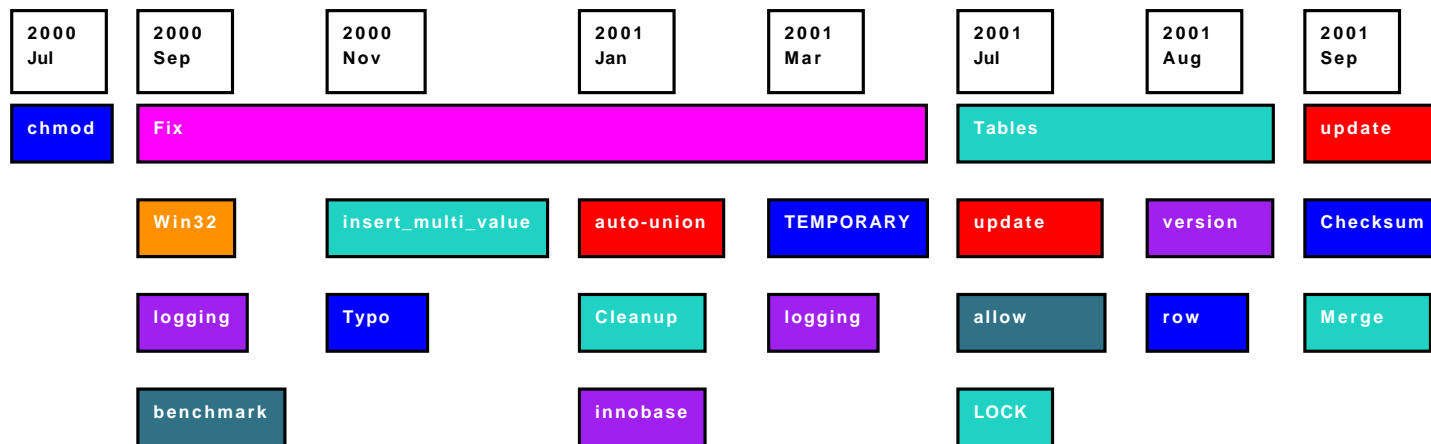 2000 Jul
2000 Sep
2000 Nov
2001 Jan
2001 Mar
2001 Jul
2001 Aug
2001 Sep
chmod
Fix
Tables
update
Win32
insert_multi_value
auto-union
TEMPORARY
update
version
Checksum
logging
Typo
Cleanup
logging
allow
row
Merge
benchmark
innobase
LOCK